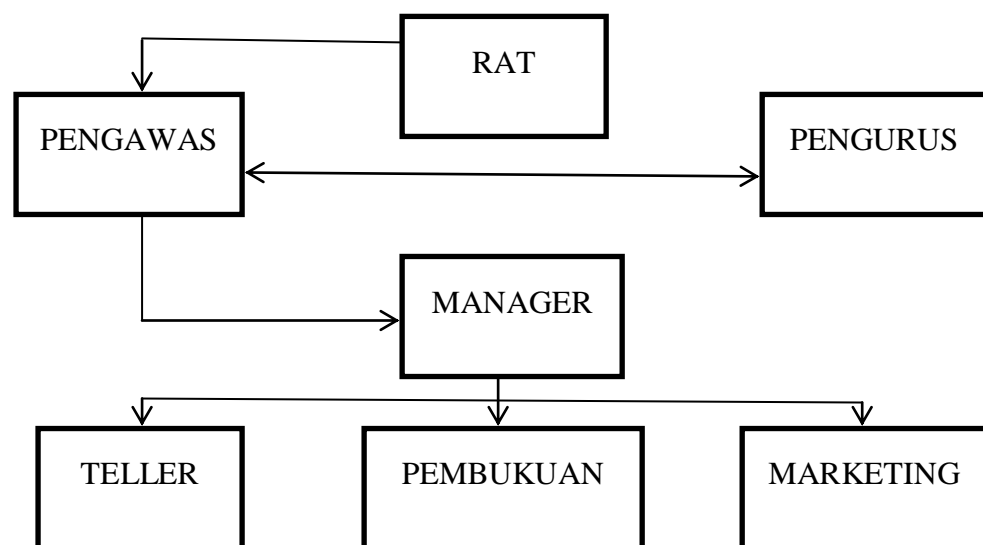 RAT
PENGAWAS
PENGURUS
MANAGER
TELLER
PEMBUKUAN
MARKETING